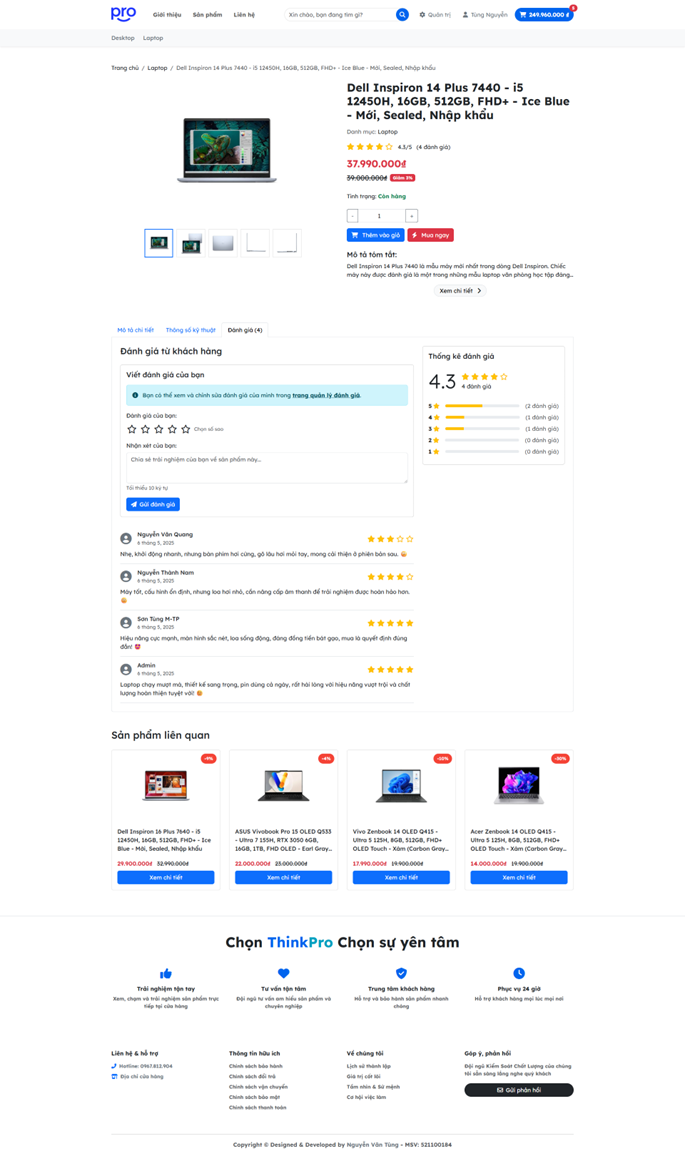 pro
Giới thiệu
Sản phẩm
Liên hệ
Xin chào, bạn đang tìm gì?
Quản trị
Tùng Nguyễn
249.960.000 ₫
Desktop
Laptop
Trang chủ / Laptop / Dell Inspiron 14 Plus 7440 - i5 12450H, 16GB, 512GB, FHD+ - Ice Blue - Mới, Sealed, Nhập khẩu
Dell Inspiron 14 Plus 7440 - i5
12450H, 16GB, 512GB, FHD+ - Ice Blue
- Mới, Sealed, Nhập khẩu
Danh mục: Laptop
4.3/5 (4 đánh giá)
37.990.000₫
39.000.000₫ Giảm 3%
Tình trạng: Còn hàng
- 1 +
Thêm vào giỏ
Mua ngay
Mô tả tóm tắt:
Dell Inspiron 14 Plus 7440 là mẫu máy mới nhất trong dòng Dell Inspiron. Chiếc
máy này được đánh giá là một trong những mẫu laptop văn phòng học tập đáng...
Xem chi tiết
Mô tả chi tiết
Thông số kỹ thuật
Đánh giá (4)
Đánh giá từ khách hàng
Viết đánh giá của bạn
Bạn có thể xem và chỉnh sửa đánh giá của mình trong trang quản lý đánh giá.
Đánh giá của bạn:
Chọn số sao
Nhận xét của bạn:
Chia sẻ trải nghiệm của bạn về sản phẩm này...
Tối thiểu 10 ký tự
Gửi đánh giá
Thống kê đánh giá
4.3
4 đánh giá
5 (2 đánh giá)
4 (1 đánh giá)
3 (1 đánh giá)
2 (0 đánh giá)
1 (0 đánh giá)
Nguyễn Văn Quang
6 tháng 5, 2025
Nhẹ, khởi động nhanh, nhưng bàn phím hơi cứng, gõ lâu hơi mỏi tay, mong cải thiện ở phiên bản sau. 😀
Nguyễn Thành Nam
6 tháng 5, 2025
Máy tốt, cấu hình ổn định, nhưng loa hơi nhỏ, cần nâng cấp âm thanh để trải nghiệm được hoàn hảo hơn.
Sơn Tùng M-TP
6 tháng 5, 2025
Hiệu năng cực mạnh, màn hình sắc nét, loa sống động, đáng đồng tiền bát gạo, mua là quyết định đúng
đắn!
Admin
6 tháng 5, 2025
Laptop chạy mượt mà, thiết kế sang trọng, pin dùng cả ngày, rất hài lòng với hiệu năng vượt trội và chất
lượng hoàn thiện tuyệt vời!
Sản phẩm liên quan
-9%
Dell Inspiron 16 Plus 7640 - i5
12450H, 16GB, 512GB, FHD+ - Ice
Blue - Mới, Sealed, Nhập khẩu
29.900.000₫ 32.990.000₫
Xem chi tiết
-4%
ASUS Vivobook Pro 15 OLED Q533
- Ultra 7 155H, RTX 3050 6GB,
16GB, 1TB, FHD OLED - Earl Gray...
22.000.000₫ 23.000.000₫
Xem chi tiết
-10%
Vivo Zenbook 14 OLED Q415 -
Ultra 5 125H, 8GB, 512GB, FHD+
OLED Touch - Xám (Carbon Gray...
17.990.000₫ 19.900.000₫
Xem chi tiết
-30%
Acer Zenbook 14 OLED Q415 -
Ultra 5 125H, 8GB, 512GB, FHD+
OLED Touch - Xám (Carbon Gray...
14.000.000₫ 19.900.000₫
Xem chi tiết
Chọn ThinkPro Chọn sự yên tâm
Trải nghiệm tận tay
Xem, chạm và trải nghiệm sản phẩm trực
tiếp tại cửa hàng
Tư vấn tận tâm
Đội ngũ tư vấn am hiểu sản phẩm và
chuyên nghiệp
Trung tâm khách hàng
Hỗ trợ và bảo hành sản phẩm nhanh
chóng
Phục vụ 24 giờ
Hỗ trợ khách hàng mọi lúc mọi nơi
Liên hệ & hỗ trợ
Hotline: 0967.812.904
Địa chỉ cửa hàng
Thông tin hữu ích
Chính sách bảo hành
Chính sách đổi trả
Chính sách vận chuyển
Chính sách bảo mật
Chính sách thanh toán
Về chúng tôi
Lịch sử thành lập
Giá trị cốt lõi
Tầm nhìn & Sứ mệnh
Cơ hội việc làm
Góp ý, phản hồi
Đội ngũ Kiểm Soát Chất Lượng của chúng
tôi sẵn sàng lắng nghe quý khách
Gửi phản hồi
Copyright © Designed & Developed by Nguyễn Văn Tùng - MSV: 521100184